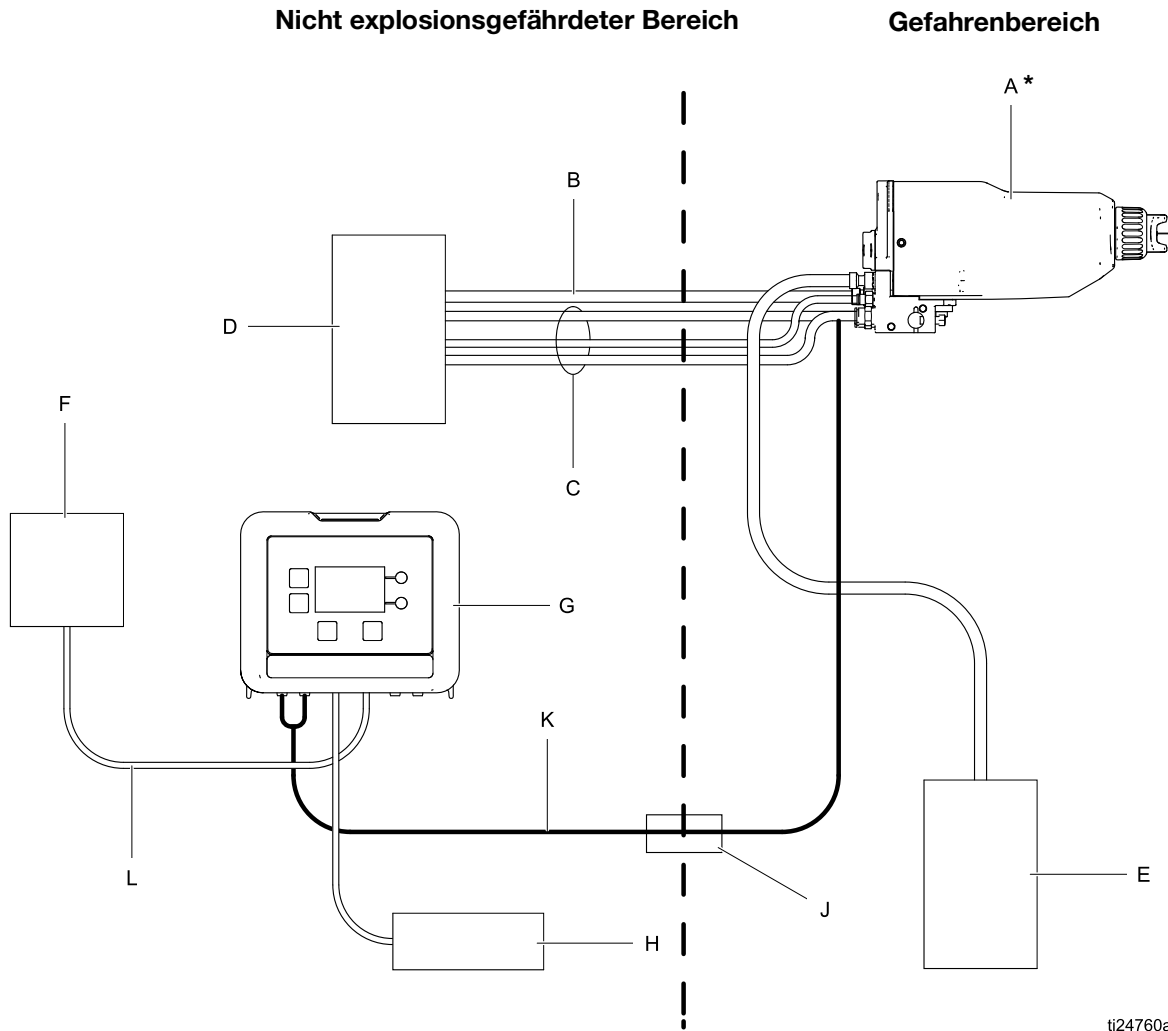 Nicht explosionsgefährdeter Bereich
Gefahrenbereich
A *
B
D
F
C
G
K
L
J
E
H
ti24760a